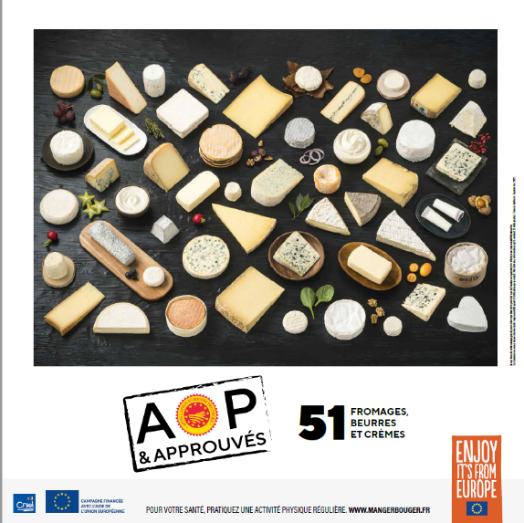 AOP
& APPROUVÉS
51 FROMAGES,
BEURRES
ET CRÈMES
ENJOY
IT'S FROM
EUROPE
Cniel
CAMPAGNE FINANCÉE
AVEC L'AIDE DE
L'UNION EUROPÉENNE
POUR VOTRE SANTÉ, PRATIQUEZ UNE ACTIVITÉ PHYSIQUE RÉGULIÈRE. WWW.MANGERBOUGER.FR